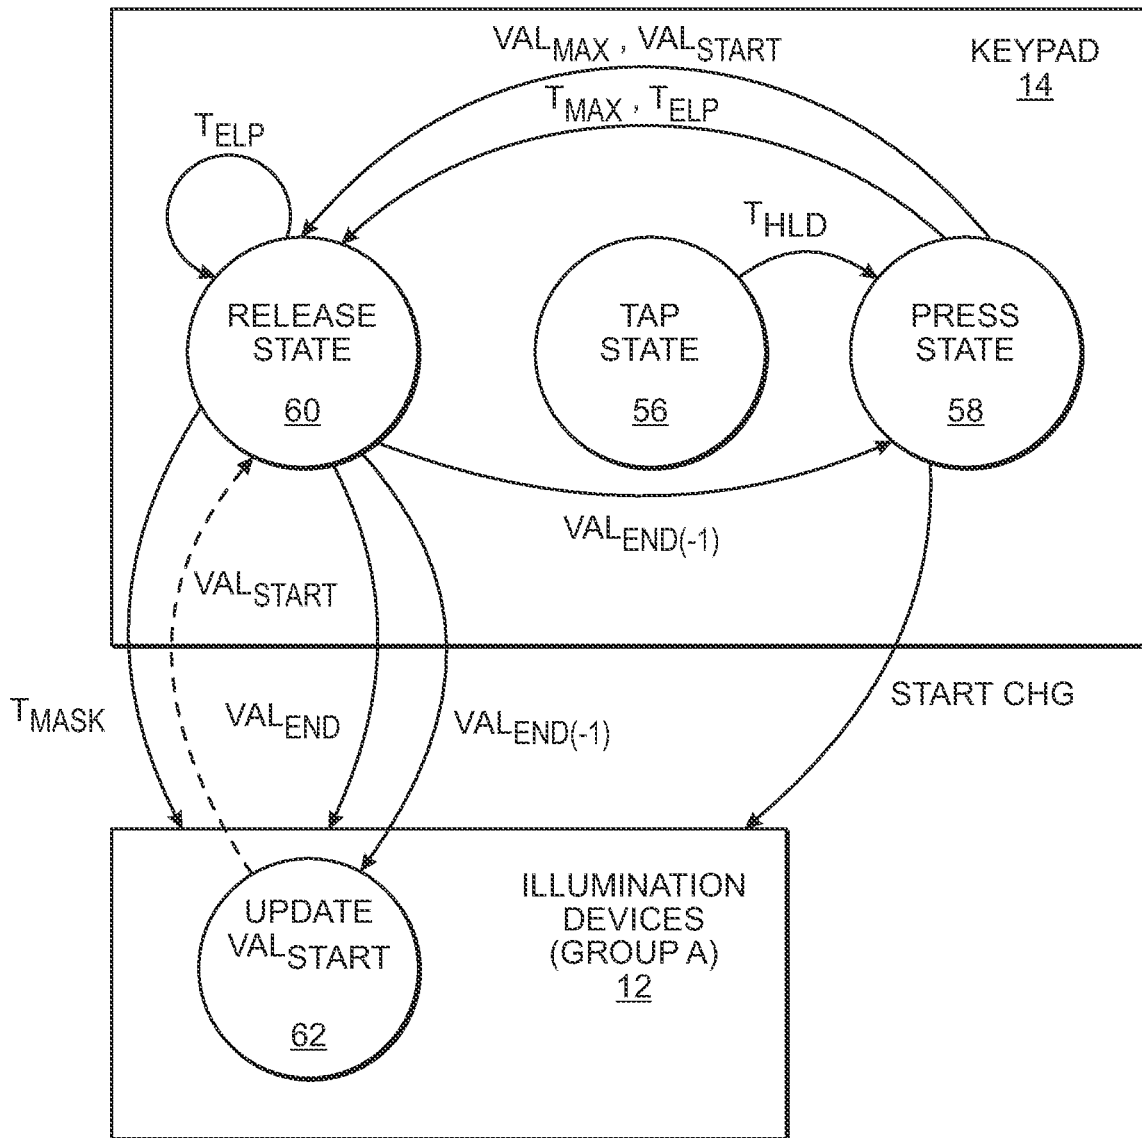 VALMAX , VALSTART
KEYPAD
14
TMAX , TELP
TELP
THLD
RELEASE
STATE
60
TAP
STATE
56
PRESS
STATE
58
VALEND(-1)
VALSTART
TMASK
VALEND
VALEND(-1)
START CHG
UPDATE
VALSTART
62
ILLUMINATION
DEVICES
(GROUP A)
12